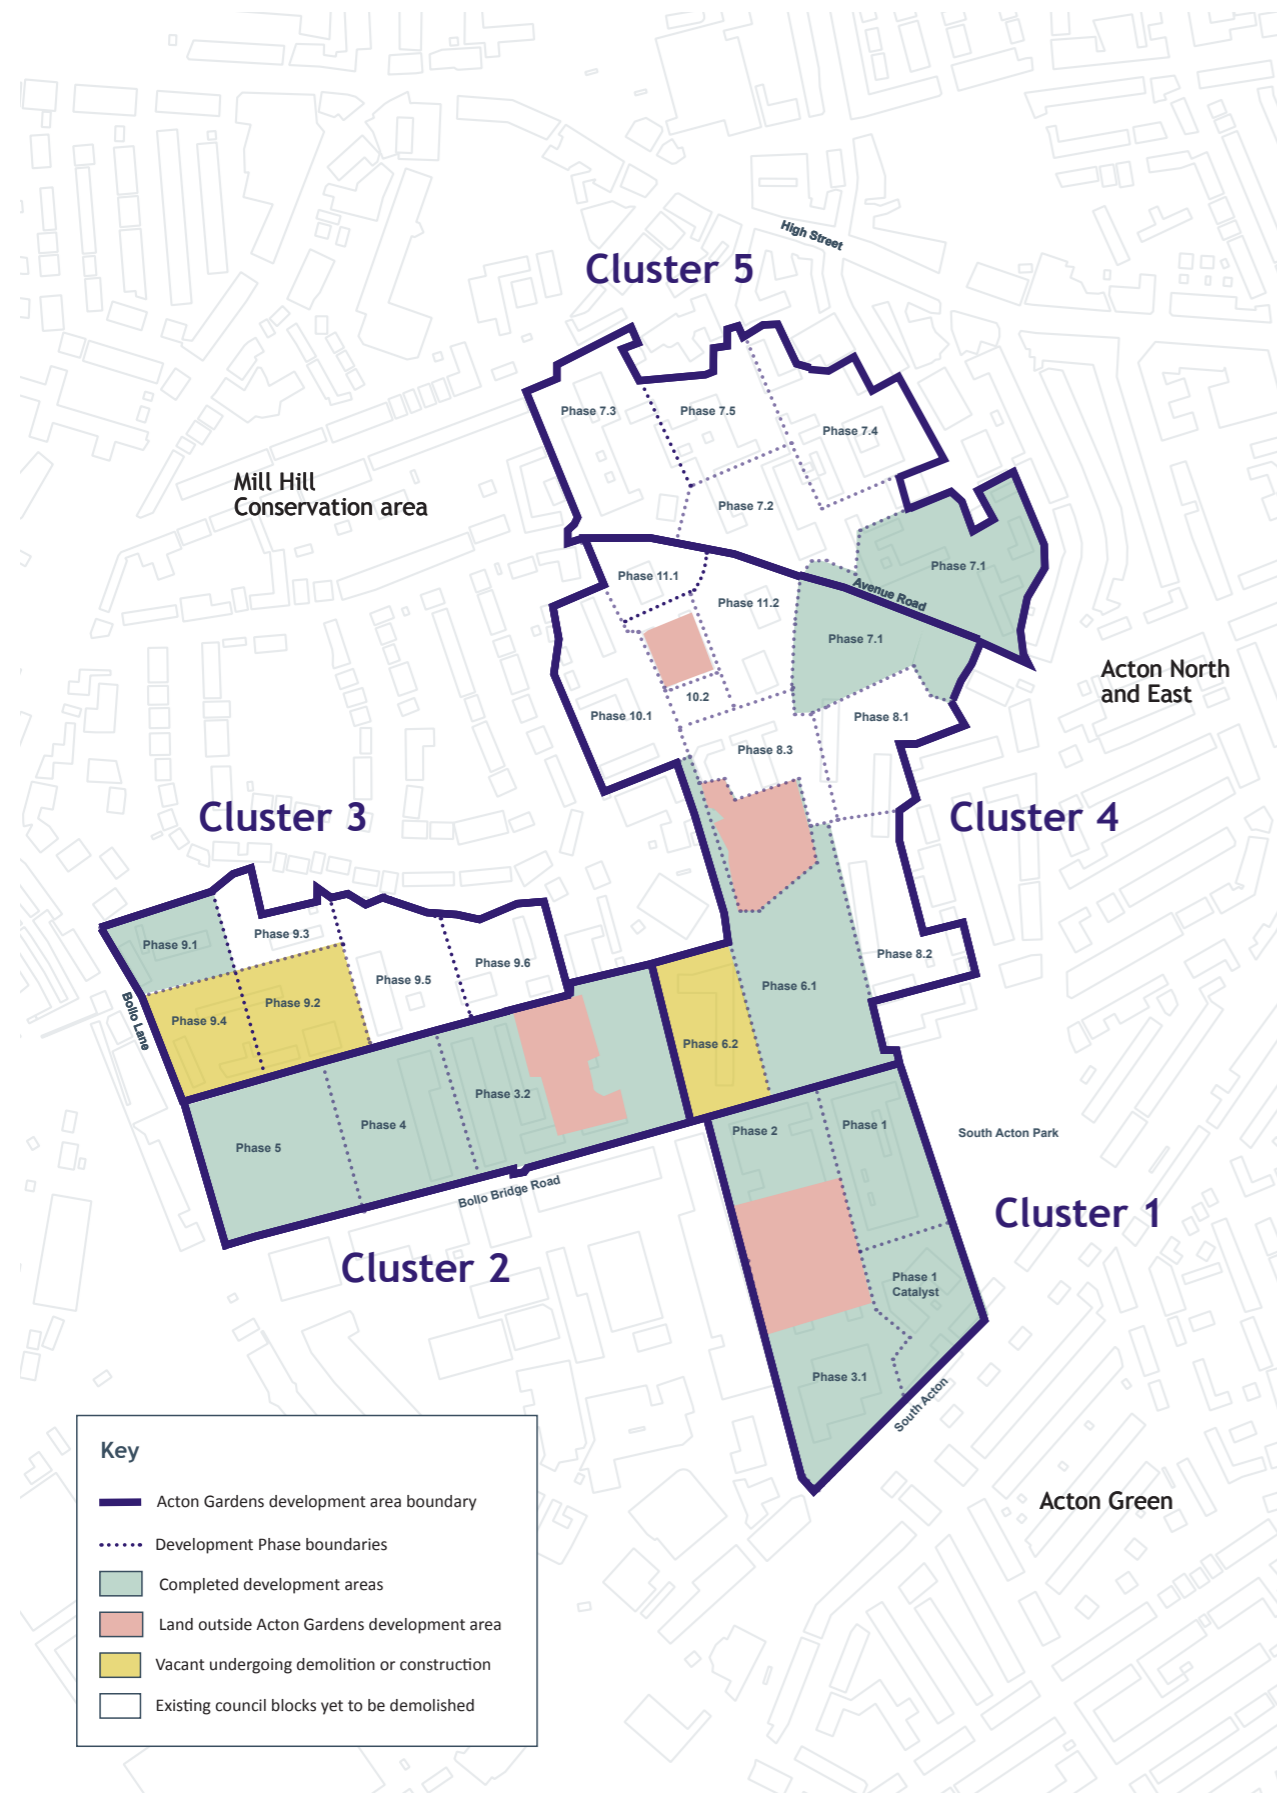 High Street
Cluster 5
Phase 7.3
Phase 7.5
Phase 7.4
Mill Hill
Conservation area
Phase 7.2
Phase 7.1
Phase 11.1
Avenue Road
Phase 11.2
Phase 7.1
Acton North
and East
10.2
Phase 10.1
Phase 8.1
Phase 8.3
Cluster 3
Cluster 4
Phase 9.1
Phase 9.3
Phase 9.6
Phase 9.5
Phase 8.2
Phase 6.1
Phase 9.2
Bollo Lane
Phase 9.4
Phase 6.2
Phase 3.2
Phase 4
Phase 1
Phase 2
South Acton Park
Phase 5
Bollo Bridge Road
Cluster 1
Cluster 2
Phase 1
Catalyst
Phase 3.1
South Acton
Acton Green
Key
Acton Gardens development area boundary
Development Phase boundaries
Completed development areas
Land outside Acton Gardens development area
Vacant undergoing demolition or construction
Existing council blocks yet to be demolished